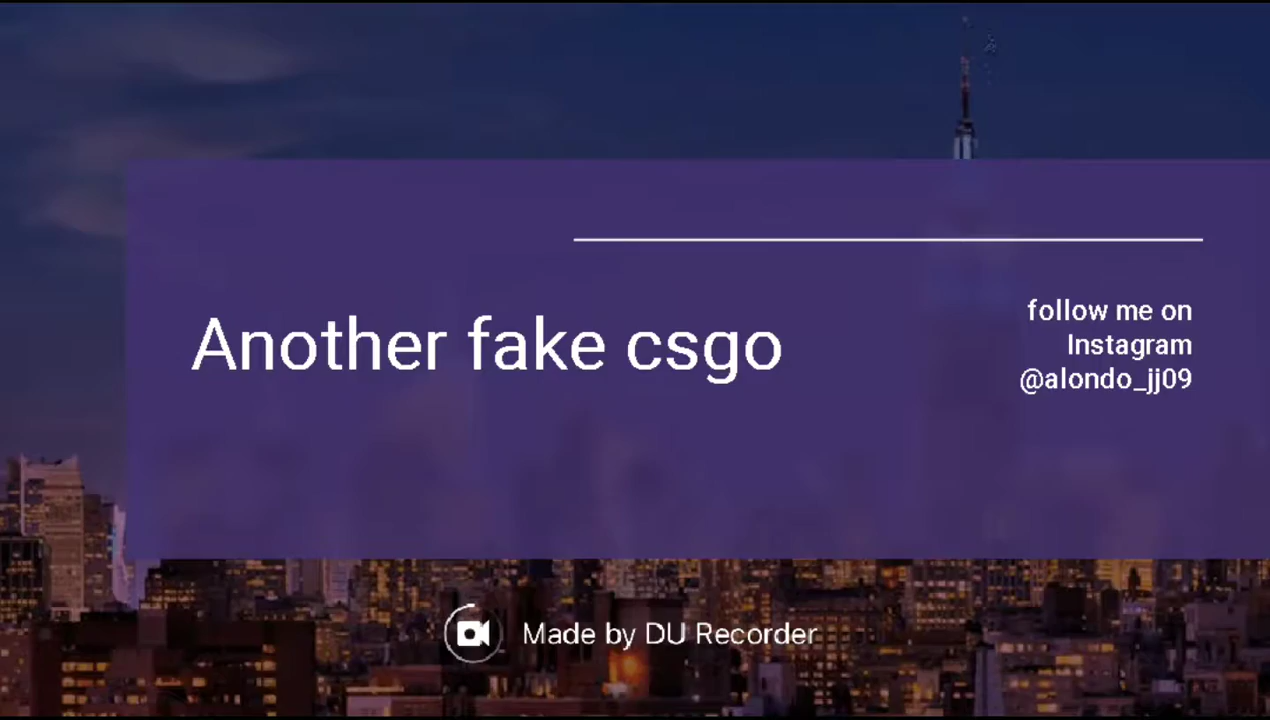 Another fake csgo
follow me on
Instagram
@alondo_jj09
Made by DU Recorder